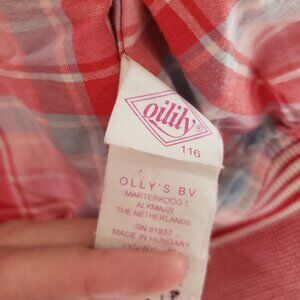 oilily®
116
OLLY'S BV
MARTERKOOG 1
ALKMAAR
THE NETHERLANDS
RN 81937
MADE IN HUNGARY